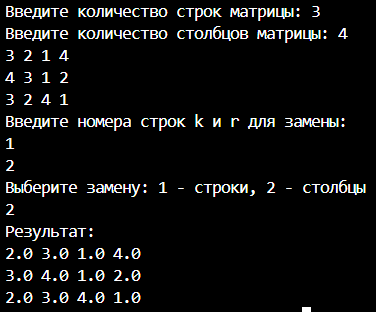 Введите количество строк матрицы: 3
Введите количество столбцов матрицы: 4
3 2 1 4
4 3 1 2
3 2 4 1
Введите номера строк k и r для замены:
1
2
Выберите замену: 1 - строки, 2 - столбцы
2
Результат:
2.0 3.0 1.0 4.0
3.0 4.0 1.0 2.0
2.0 3.0 4.0 1.0